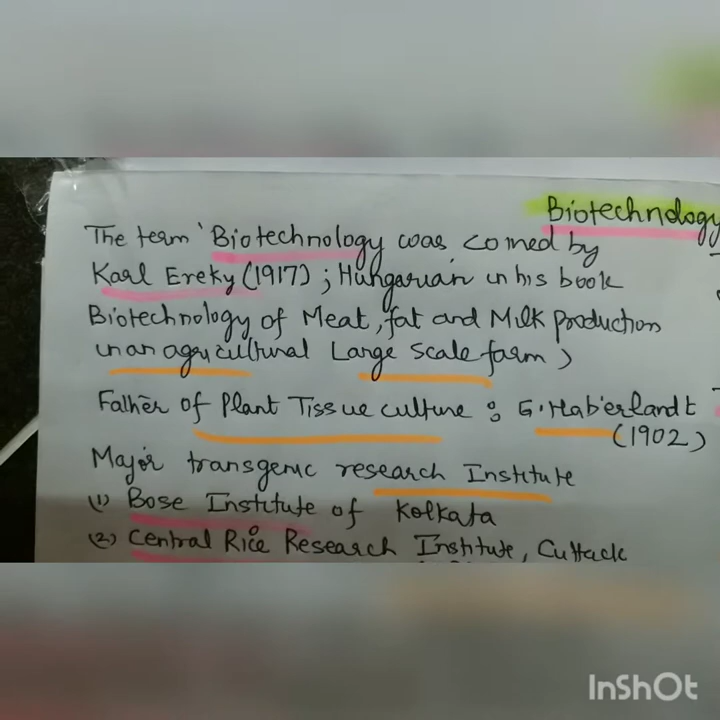 Biotechnology
The term 'Biotechnology was coined by
Karl Ereky (1917) ; Hungarian in his book
Biotechnology of Meat, fat and Milk production
in an agricultural Large scale farm )
Father of Plant Tissue culture : G. Haberlandt
(1902)
Major transgenic research Institute
(1) Bose Institute of Kolkata
(2) Central Rice Research Institute, Cuttack
InShOt